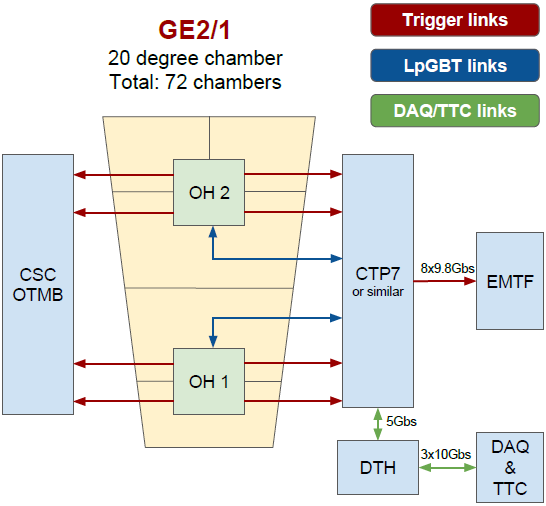 GE2/1
20 degree chamber
Total: 72 chambers
Trigger links
LpGBT links
DAQ/TTC links
OH 2
CSC
OTMB
CTP7
or similar
8x9.8Gbs
EMTF
OH 1
5Gbs
DTH
3x10Gbs
DAQ
&
TTC